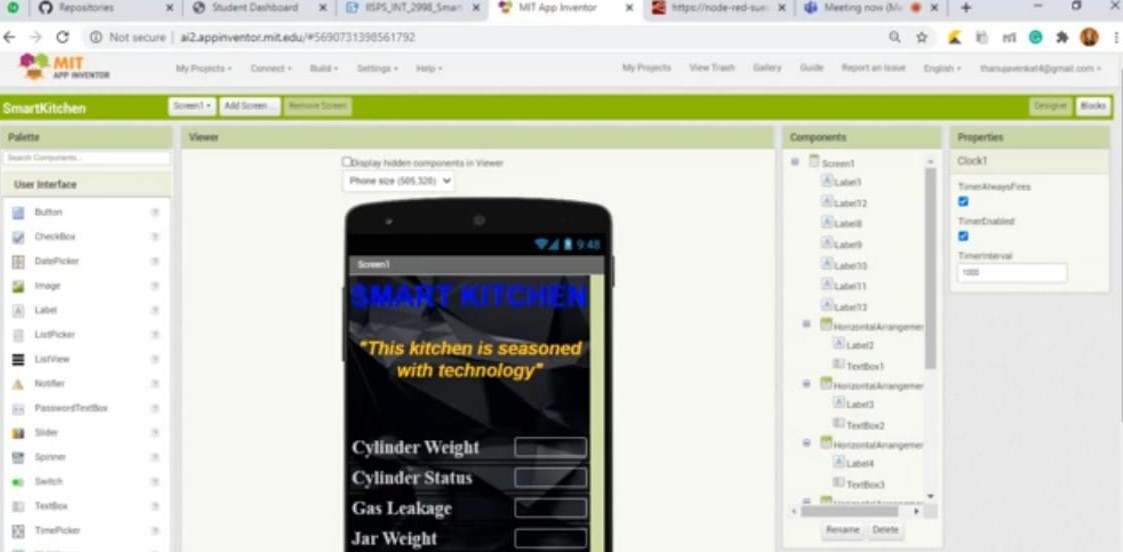 Repositories
Student Dashboard
IISPS_INT_2998_Smart
MIT App Inventor
https://node-red-sue
Meeting now (M
Not secure | ai2.appinventor.mit.edu/#5690731398561792
MIT
APP INVENTOR
My Projects
Connect
Build
Settings
Help
My Projects
View Trash
Gallery
Guide
Report an Issue
English
thanujavenkat4@gmail.com
SmartKitchen
Screen1
Add Screen ...
Remove Screen
Designer
Blocks
Palette
Search Components...
User Interface
Button
CheckBox
DatePicker
Image
Label
ListPicker
ListView
Notifier
PasswordTextBox
Slider
Spinner
Switch
TextBox
TimePicker
Viewer
Display hidden components in Viewer
Phone size (505,320)
9:48
Screen1
SMART KITCHEN
"This kitchen is seasoned
with technology"
Cylinder Weight
Cylinder Status
Gas Leakage
Jar Weight
Components
Screen1
Label1
Label12
Label8
Label9
Label10
Label11
Label13
HorizontalArrangemer
Label2
TextBox1
HorizontalArrangemer
Label3
TextBox2
HorizontalArrangemer
Label4
TextBox3
Rename
Delete
Properties
Clock1
TimerAlwaysFires
TimerEnabled
TimerInterval
1000